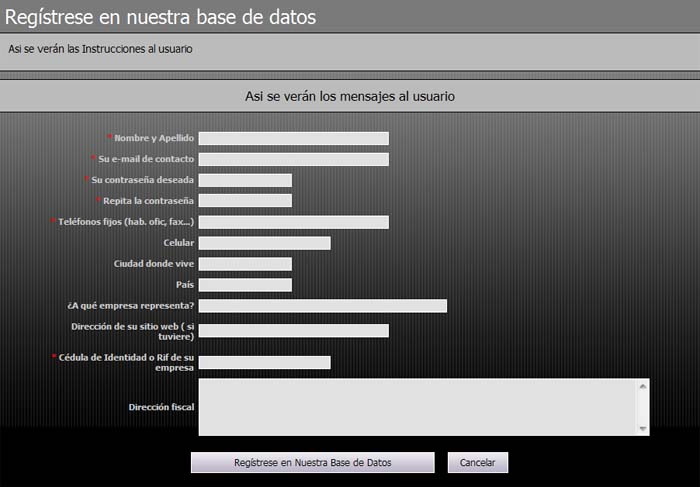 Regístrese en nuestra base de datos
Asi se verán las Instrucciones al usuario
Asi se verán los mensajes al usuario
* Nombre y Apellido
* Su e-mail de contacto
* Su contraseña deseada
* Repita la contraseña
* Teléfonos fijos (hab. ofic, fax...)
Celular
Ciudad donde vive
País
¿A qué empresa representa?
Dirección de su sitio web ( si
tuviere)
* Cédula de Identidad o Rif de su
empresa
Dirección fiscal
Regístrese en Nuestra Base de Datos
Cancelar